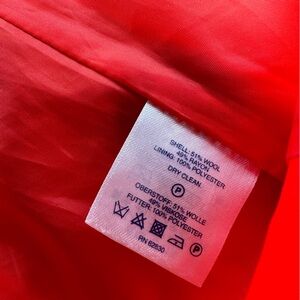 SHELL: 51% WOOL
49% RAYON
LINING: 100% POLYESTER
DRY CLEAN
P
OBERSTOFF: 51% WOLLE
49% VISKOSE
FUTTER: 100% POLYESTER
P
RN 62630